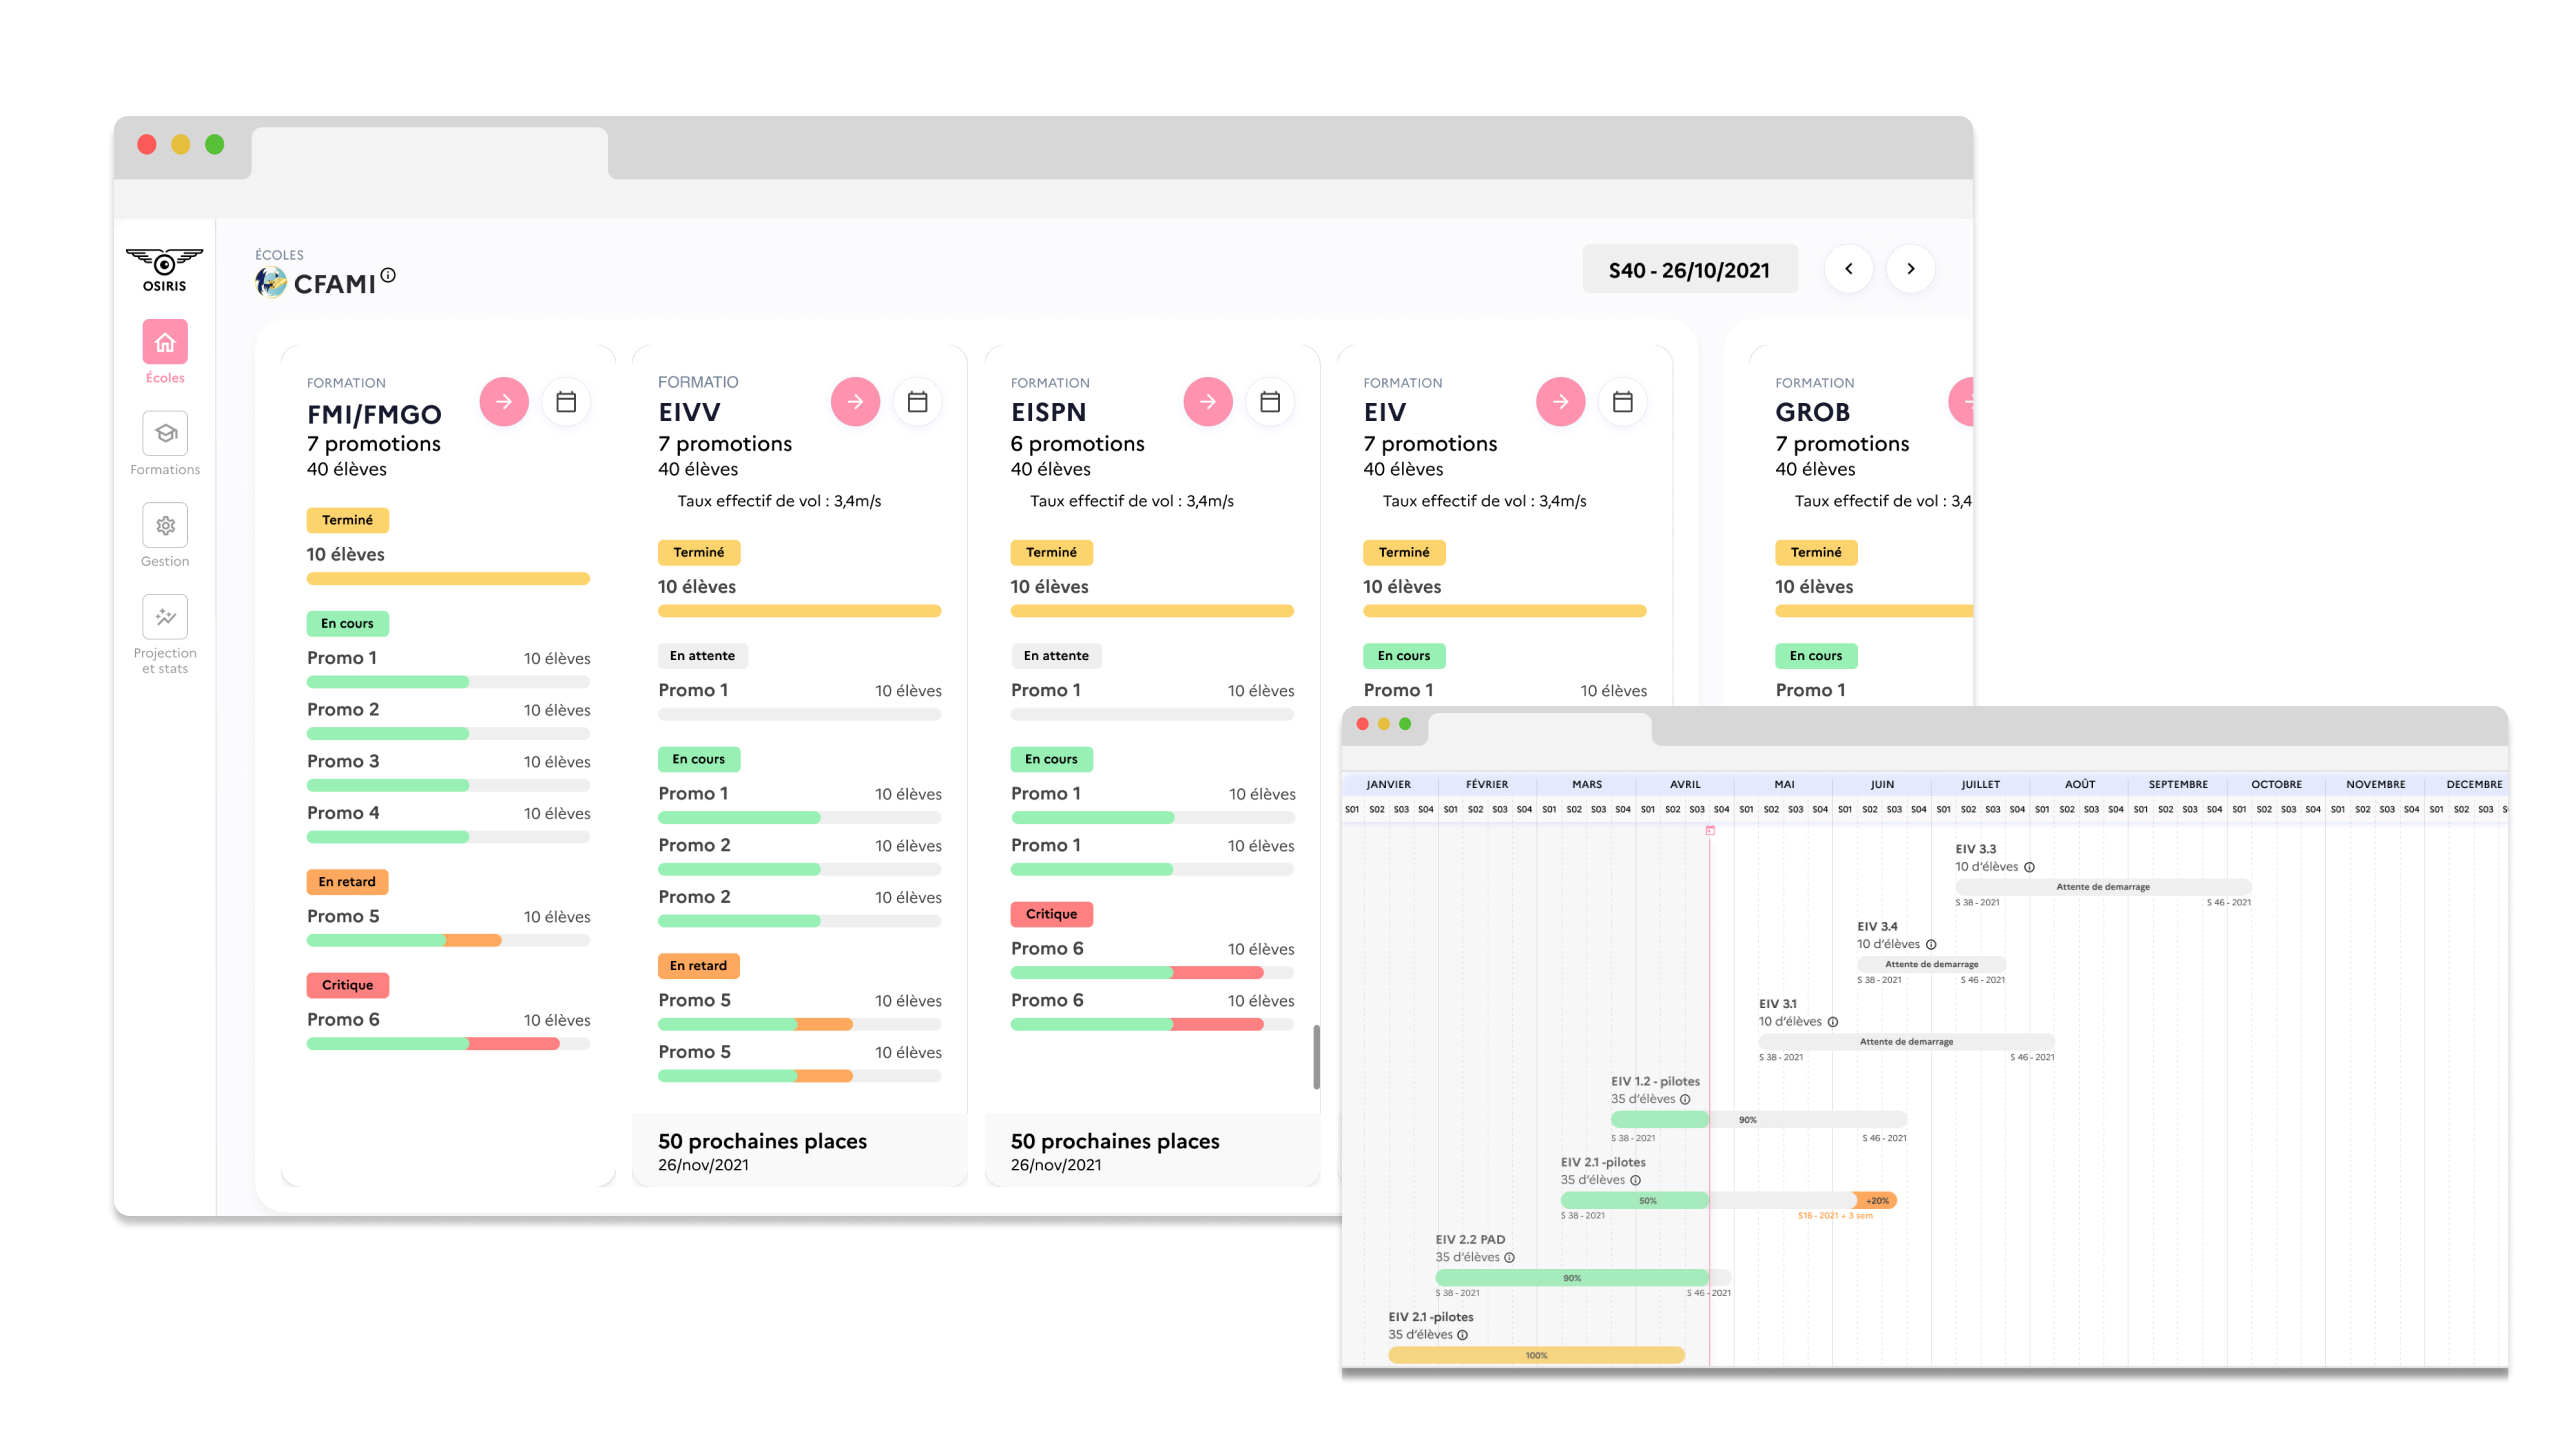 OSIRIS
Écoles
Formations
Gestion
Projection
et stats
ÉCOLES
CFAMI
S40 - 26/10/2021
FORMATION
FMI/FMGO
7 promotions
40 élèves
Terminé
10 élèves
En cours
Promo 1 10 élèves
Promo 2 10 élèves
Promo 3 10 élèves
Promo 4 10 élèves
En retard
Promo 5 10 élèves
Critique
Promo 6 10 élèves
FORMATIO
EIVV
7 promotions
40 élèves
Taux effectif de vol : 3,4m/s
Terminé
10 élèves
En attente
Promo 1 10 élèves
En cours
Promo 1 10 élèves
Promo 2 10 élèves
Promo 2 10 élèves
En retard
Promo 5 10 élèves
Promo 5 10 élèves
50 prochaines places
26/nov/2021
FORMATION
EISPN
6 promotions
40 élèves
Taux effectif de vol : 3,4m/s
Terminé
10 élèves
En attente
Promo 1 10 élèves
En cours
Promo 1 10 élèves
Promo 1 10 élèves
Critique
Promo 6 10 élèves
Promo 6 10 élèves
50 prochaines places
26/nov/2021
FORMATION
EIV
7 promotions
40 élèves
Taux effectif de vol : 3,4m/s
Terminé
10 élèves
En cours
Promo 1 10 élèves
FORMATION
GROB
7 promotions
40 élèves
Taux effectif de vol : 3,4
Terminé
10 élèves
En cours
Promo 1
JANVIER FÉVRIER MARS AVRIL MAI JUIN JUILLET AOÛT SEPTEMBRE OCTOBRE NOVEMBRE DECEMBRE
S01 S02 S03 S04 S01 S02 S03 S04 S01 S02 S03 S04 S01 S02 S03 S04 S01 S02 S03 S04 S01 S02 S03 S04 S01 S02 S03 S04 S01 S02 S03 S04 S01 S02 S03 S04 S01 S02 S03 S04 S01 S02 S03 S04 S01 S02 S03 S
EIV 3.3
10 d'élèves
Attente de demarrage
S 38 - 2021 S 46 - 2021
EIV 3.4
10 d'élèves
Attente de demarrage
S 38 - 2021 S 46 - 2021
EIV 3.1
10 d'élèves
Attente de demarrage
S 38 - 2021 S 46 - 2021
EIV 1.2 - pilotes
35 d'élèves
90%
S 38 - 2021 S 46 - 2021
EIV 2.1 -pilotes
35 d'élèves
50% +20%
S 38 - 2021 S16 - 2021 + 3 sem
EIV 2.2 PAD
35 d'élèves
90%
S 38 - 2021 S 46 - 2021
EIV 2.1 -pilotes
35 d'élèves
100%